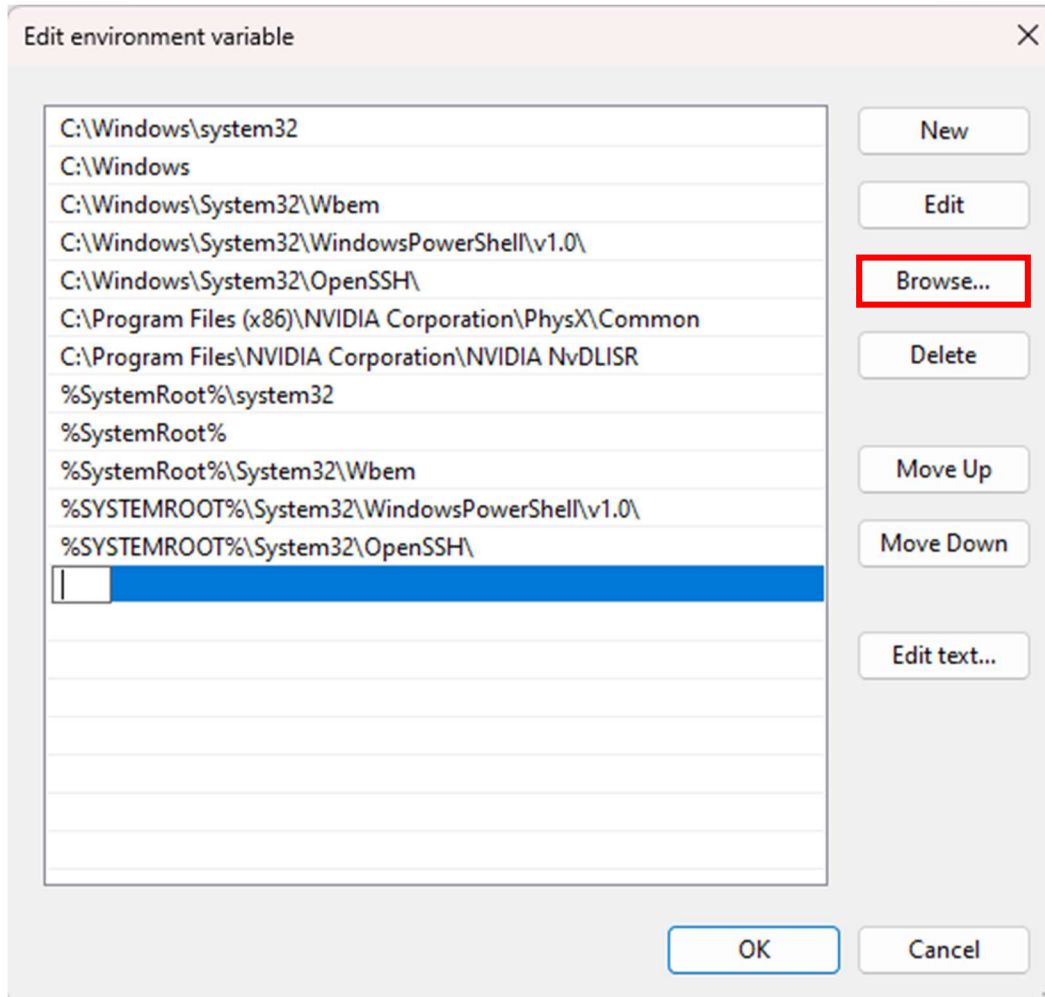 Edit environment variable
C:\Windows\system32
C:\Windows
C:\Windows\System32\Wbem
C:\Windows\System32\WindowsPowerShell\v1.0\
C:\Windows\System32\OpenSSH\
C:\Program Files (x86)\NVIDIA Corporation\PhysX\Common
C:\Program Files\NVIDIA Corporation\NVIDIA NvDLISR
%SystemRoot%\system32
%SystemRoot%
%SystemRoot%\System32\Wbem
%SYSTEMROOT%\System32\WindowsPowerShell\v1.0\
%SYSTEMROOT%\System32\OpenSSH\
New
Edit
Browse...
Delete
Move Up
Move Down
Edit text...
OK
Cancel